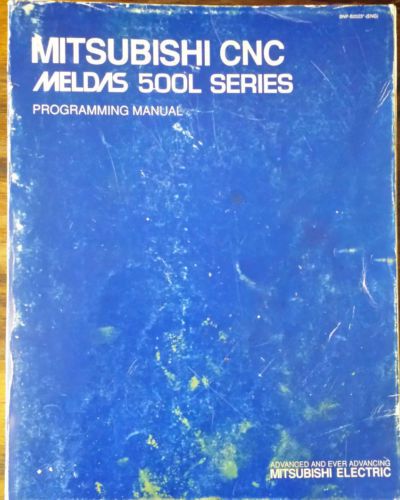 MITSUBISHI CNC
MELDAS 500L SERIES
PROGRAMMING MANUAL
ADVANCED AND EVER ADVANCING
MITSUBISHI ELECTRIC